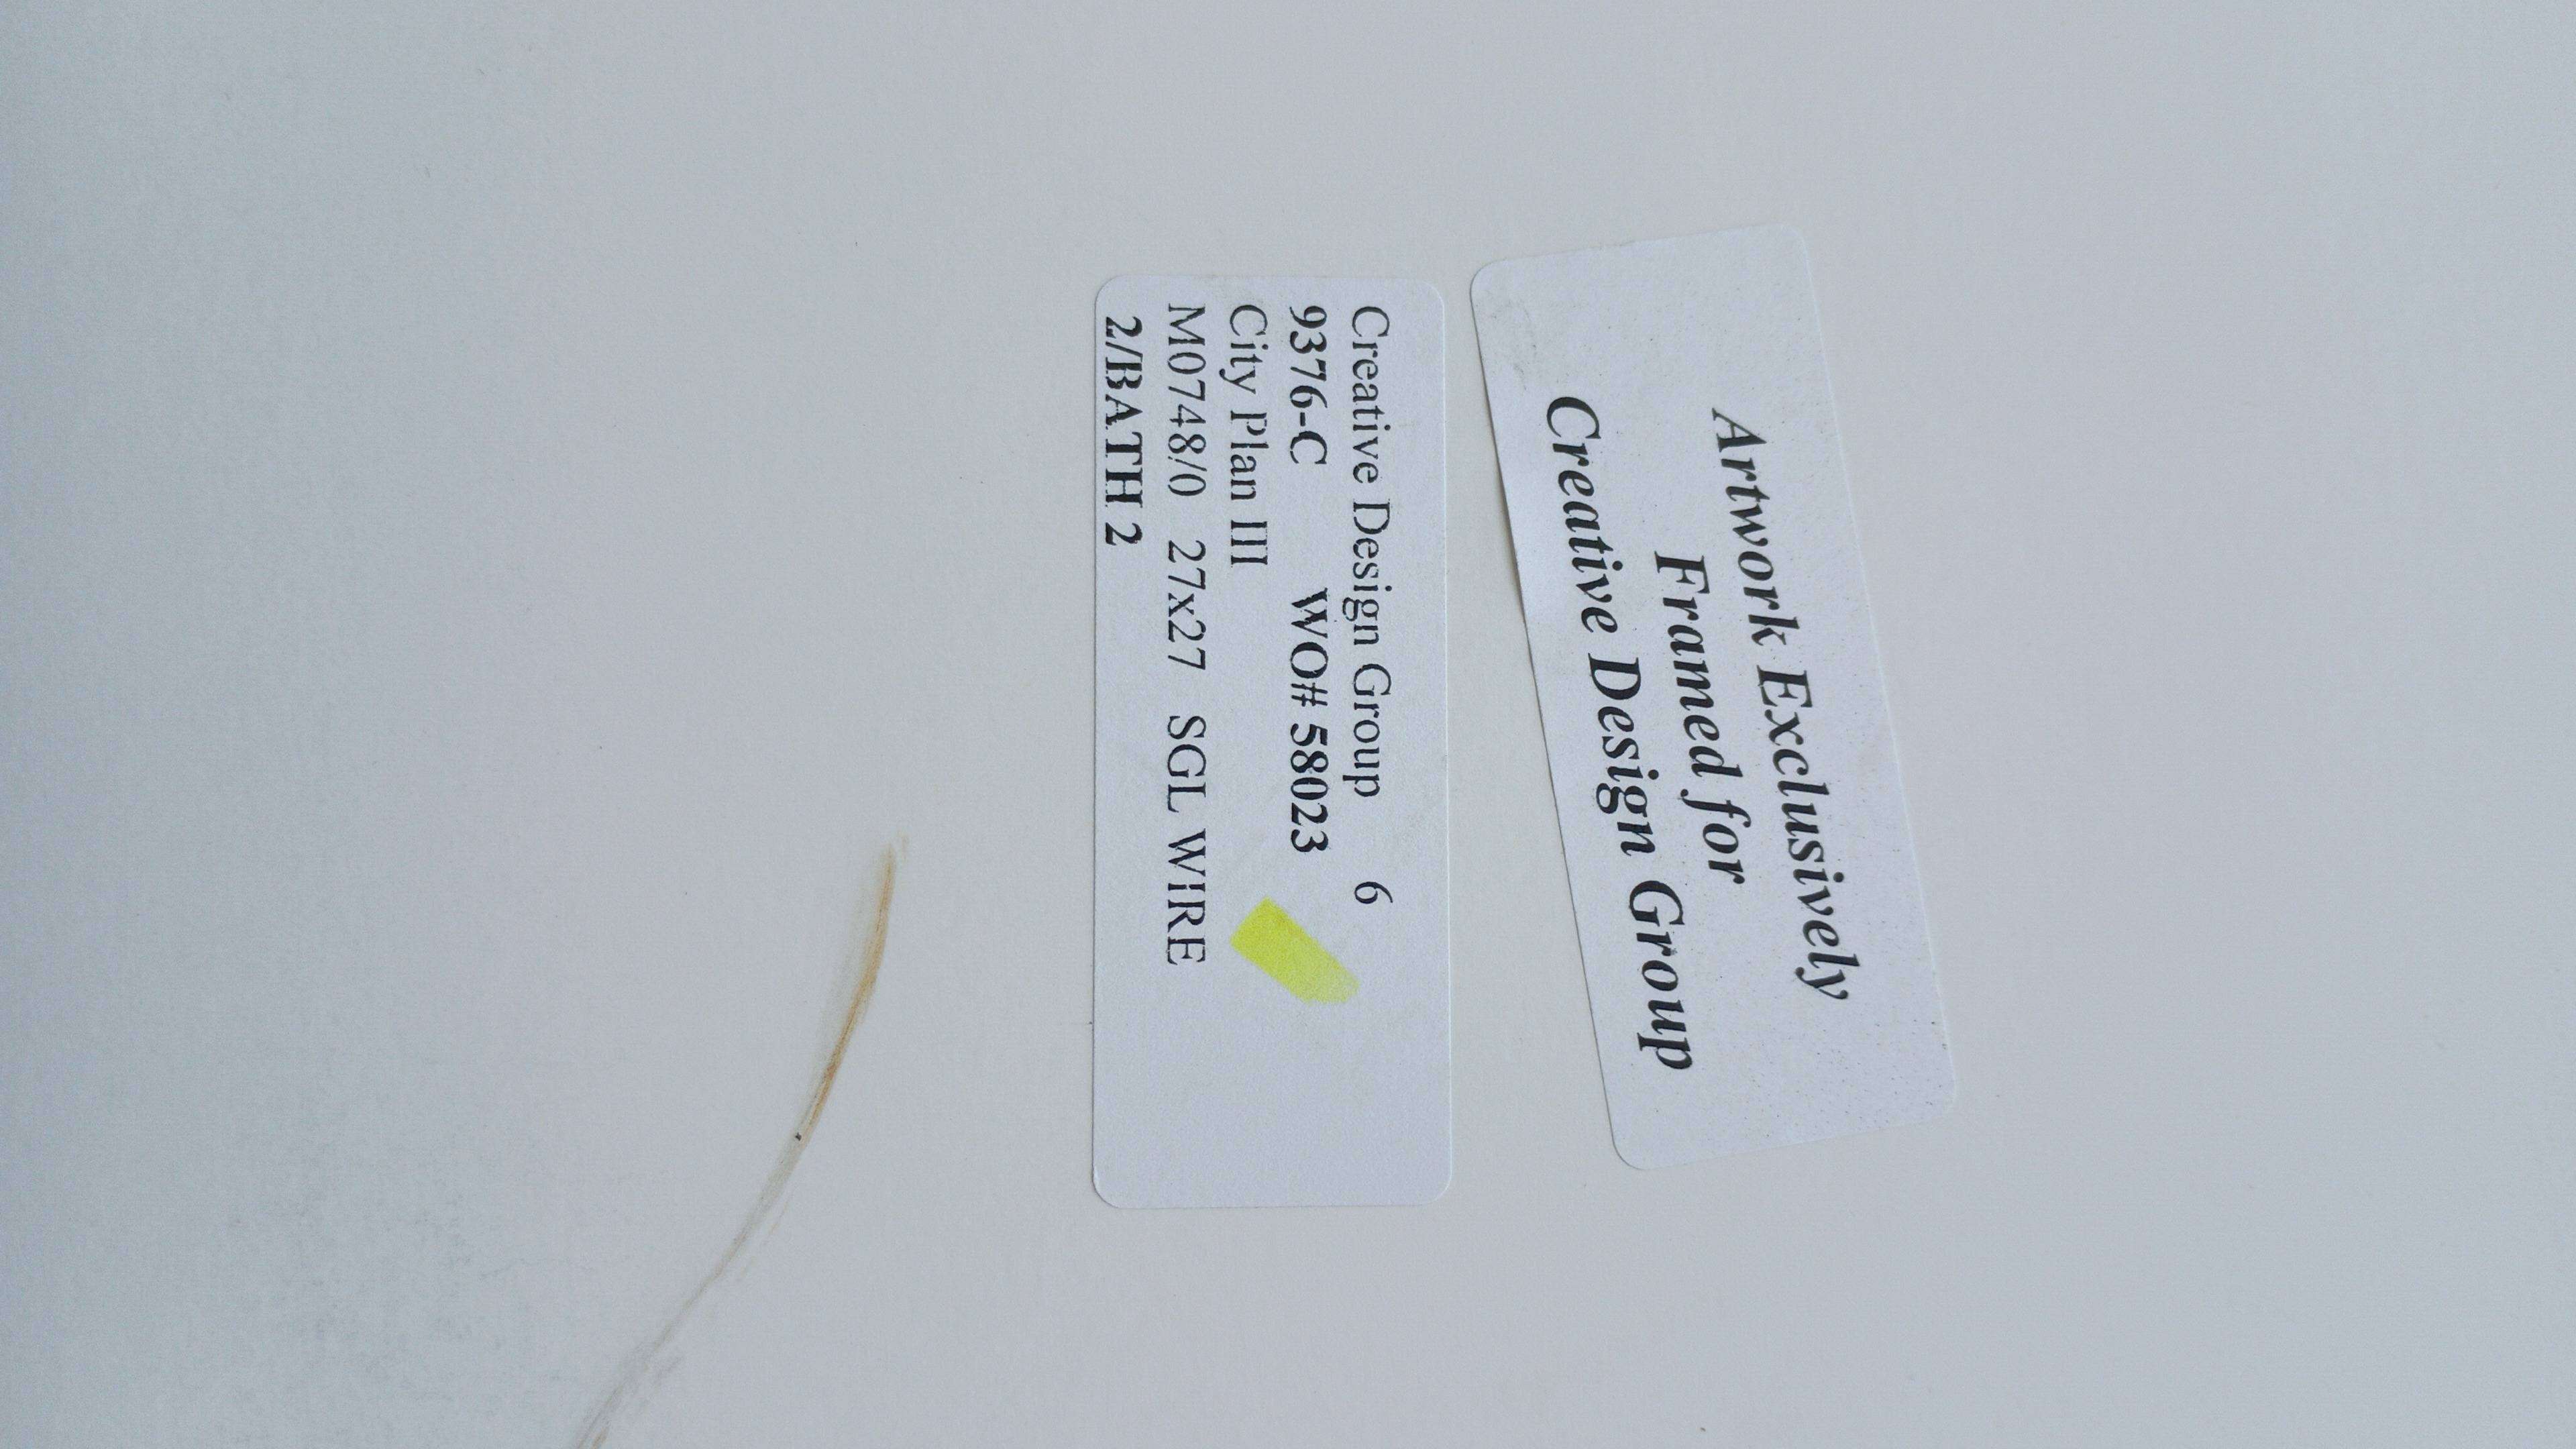 Artwork Exclusively
Framed for
Creative Design Group
Creative Design Group 6
9376-C WO# 58023
City Plan III
M0748/0 27x27 SGL WIRE
2/BATH 2